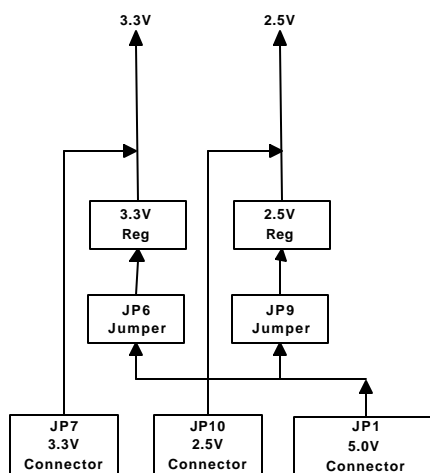 3.3V
2.5V
3.3V
Reg
2.5V
Reg
JP6
Jumper
JP9
Jumper
JP7
3.3V
Connector
JP10
2.5V
Connector
JP1
5.0V
Connector